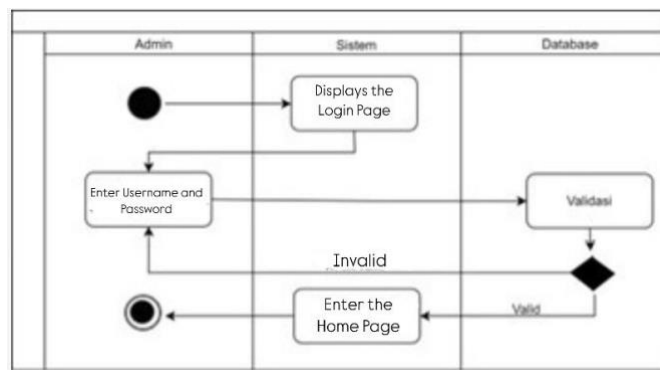 Admin
Sistem
Database
Displays the
Login Page
Enter Username and
Password
Validasi
Invalid
Enter the
Home Page
Valid